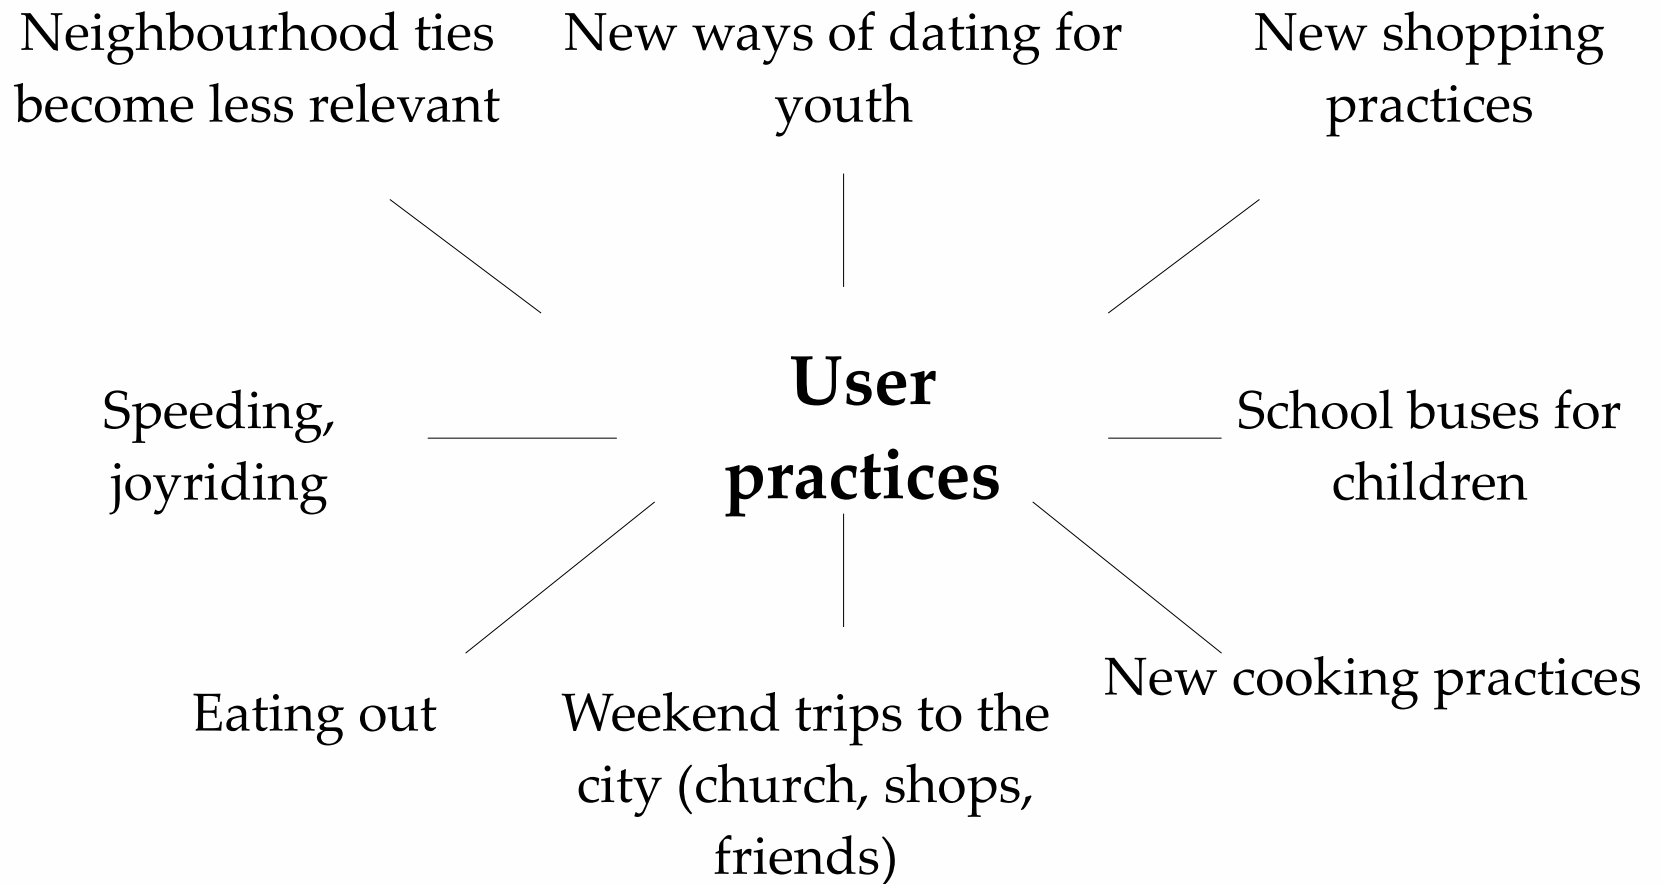 Neighbourhood ties
become less relevant
New ways of dating for
youth
New shopping
practices
Speeding,
joyriding
User
practices
School buses for
children
Eating out
Weekend trips to the
city (church, shops,
friends)
New cooking practices